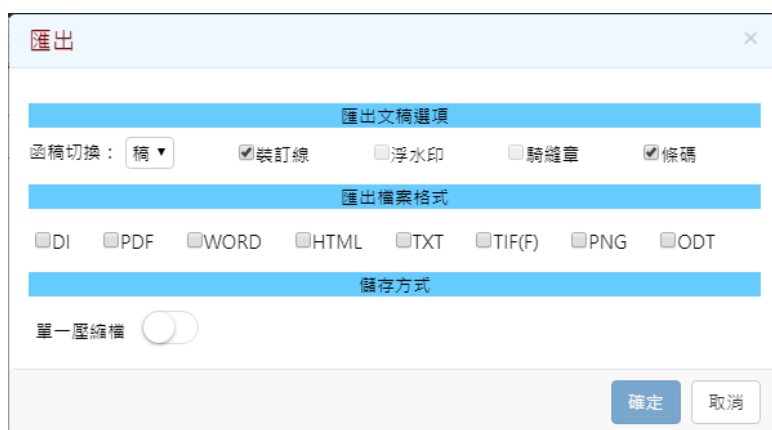 匯出 ×
匯出文稿選項
函稿切換： 稿 裝訂線 浮水印 騎縫章 條碼
匯出檔案格式
DI PDF WORD HTML TXT TIF(F) PNG ODT
儲存方式
單一壓縮檔
確定 取消